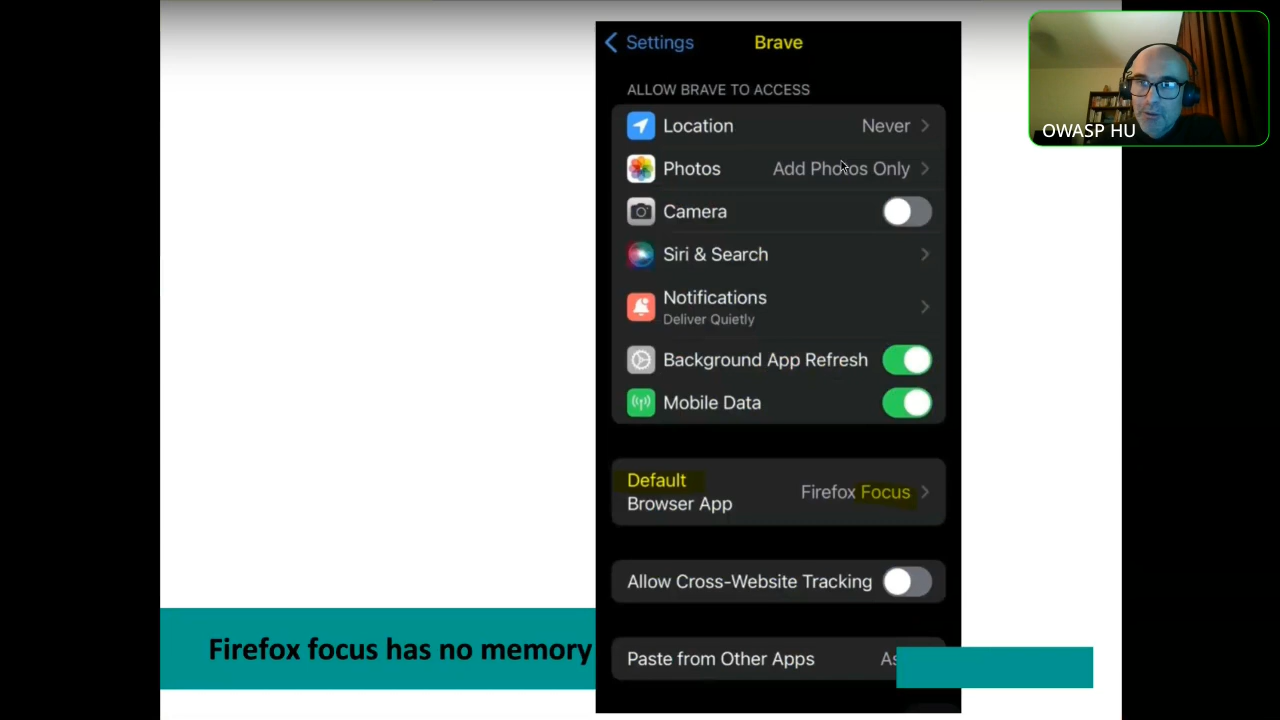 Settings
Brave
ALLOW BRAVE TO ACCESS
Location Never
Photos Add Photos Only
Camera
Siri & Search
Notifications
Deliver Quietly
Background App Refresh
Mobile Data
Default
Browser App
Firefox Focus
Allow Cross-Website Tracking
Paste from Other Apps
Firefox focus has no memory
OWASP HU